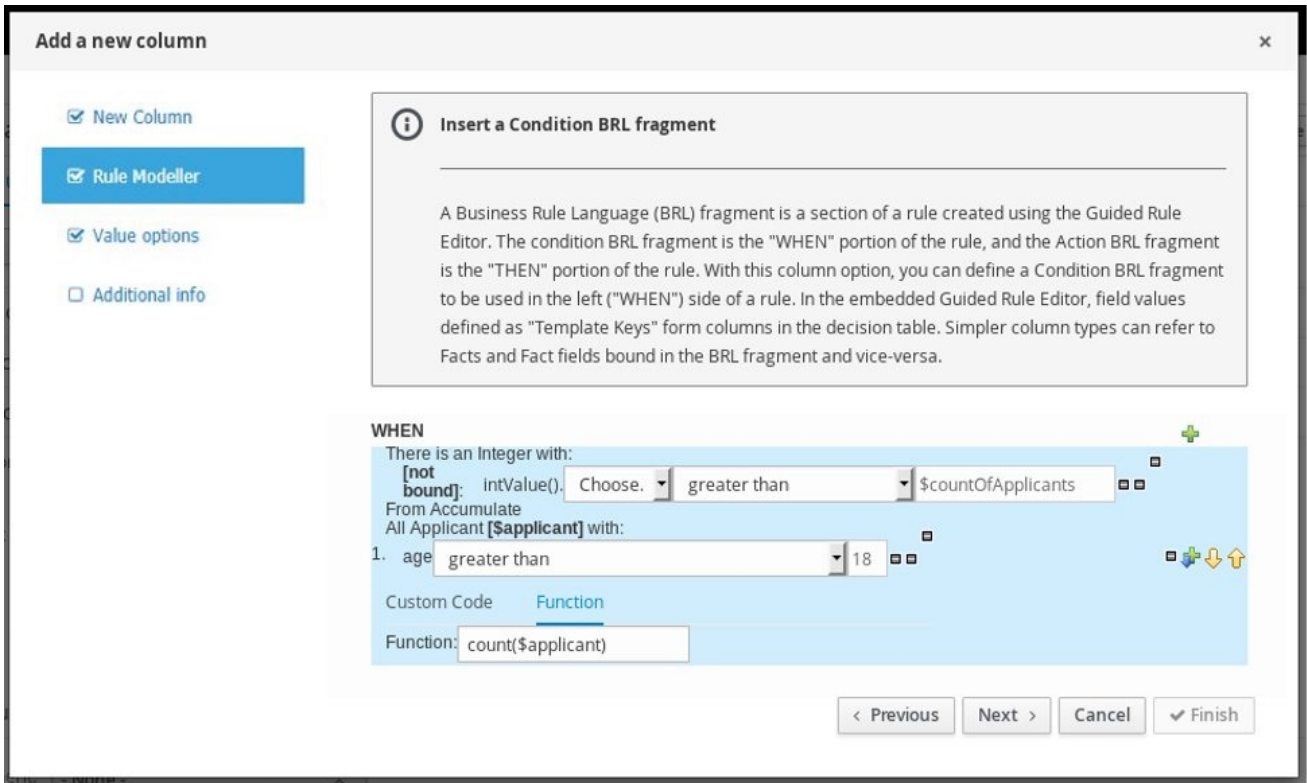 Add a new column
×
New Column
Rule Modeller
Value options
Additional info
Insert a Condition BRL fragment
A Business Rule Language (BRL) fragment is a section of a rule created using the Guided Rule
Editor. The condition BRL fragment is the "WHEN" portion of the rule, and the Action BRL fragment
is the "THEN" portion of the rule. With this column option, you can define a Condition BRL fragment
to be used in the left ("WHEN") side of a rule. In the embedded Guided Rule Editor, field values
defined as "Template Keys" form columns in the decision table. Simpler column types can refer to
Facts and Fact fields bound in the BRL fragment and vice-versa.
WHEN
There is an Integer with:
[not bound]: intValue(). Choose. greater than $countOfApplicants
From Accumulate
All Applicant [$applicant] with:
1. age greater than 18
Custom Code Function
Function: count($applicant)
< Previous Next > Cancel Finish